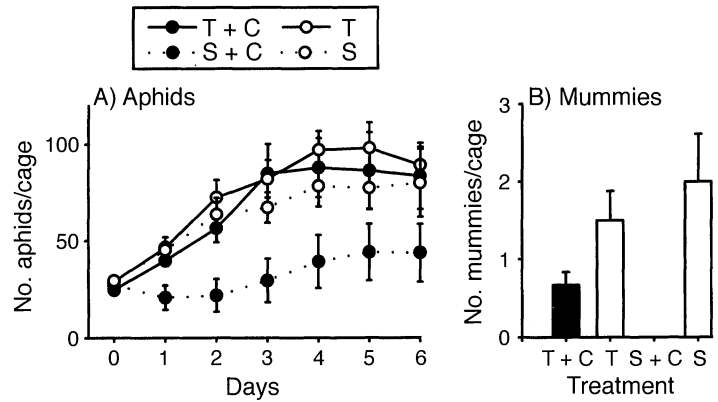 T + C T
S + C S
A) Aphids
No. aphids/cage
100
50
0
0 1 2 3 4 5 6
Days
B) Mummies
No. mummies/cage
3
2
1
0
T + C T S + C S
Treatment